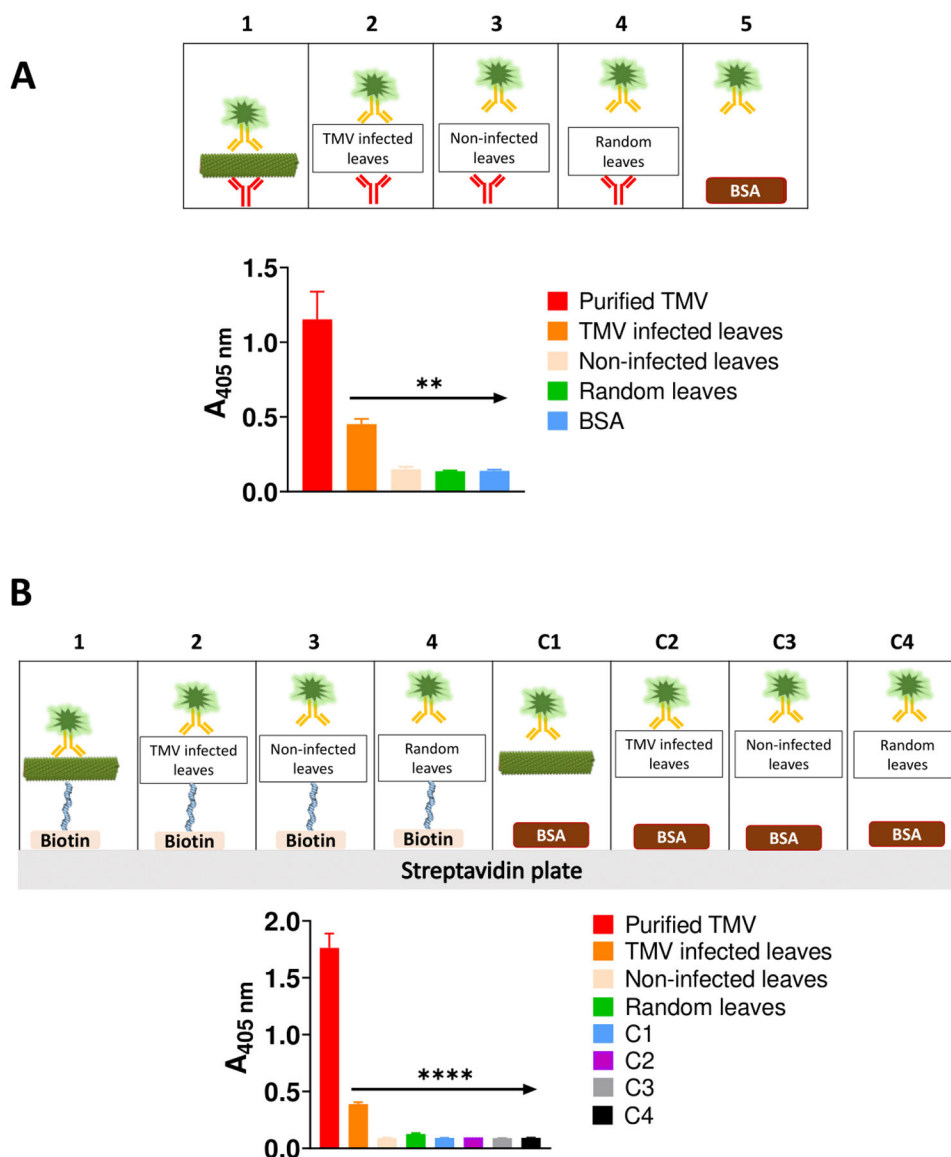 A
1 2 3 4 5
TMV infected leaves
Non-infected leaves
Random leaves
BSA
1.5
1.0
0.5
0.0
A405 nm
**
Purified TMV
TMV infected leaves
Non-infected leaves
Random leaves
BSA
B
1 2 3 4 C1 C2 C3 C4
TMV infected leaves
Non-infected leaves
Random leaves
TMV infected leaves
Non-infected leaves
Random leaves
Biotin Biotin Biotin Biotin BSA BSA BSA BSA
Streptavidin plate
2.0
1.5
1.0
0.5
0.0
A405 nm
****
Purified TMV
TMV infected leaves
Non-infected leaves
Random leaves
C1
C2
C3
C4